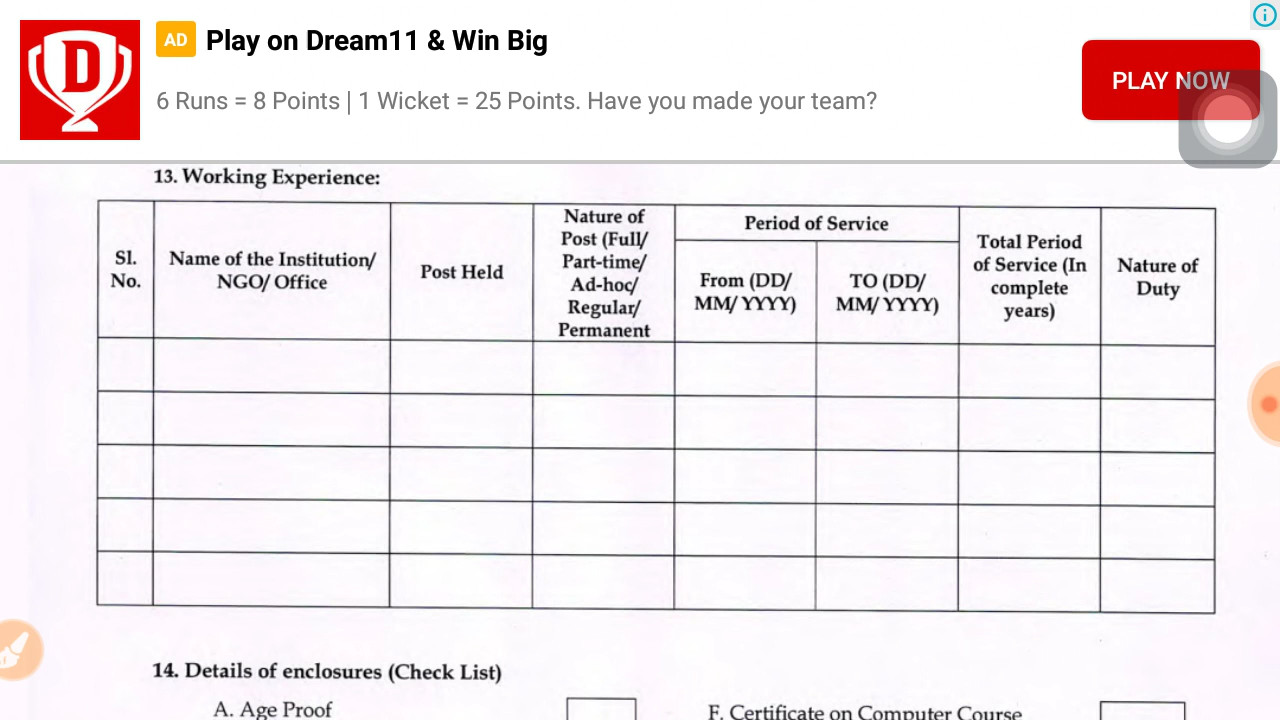 D
AD Play on Dream11 & Win Big
6 Runs = 8 Points | 1 Wicket = 25 Points. Have you made your team?
PLAY NOW
13. Working Experience:
Sl.
No.
Name of the Institution/
NGO/ Office
Post Held
Nature of
Post (Full/
Part-time/
Ad-hoc/
Regular/
Permanent
Period of Service
From (DD/
MM/ YYYY)
TO (DD/
MM/ YYYY)
Total Period
of Service (In
complete
years)
Nature of
Duty
14. Details of enclosures (Check List)
A. Age Proof
F. Certificate on Computer Course